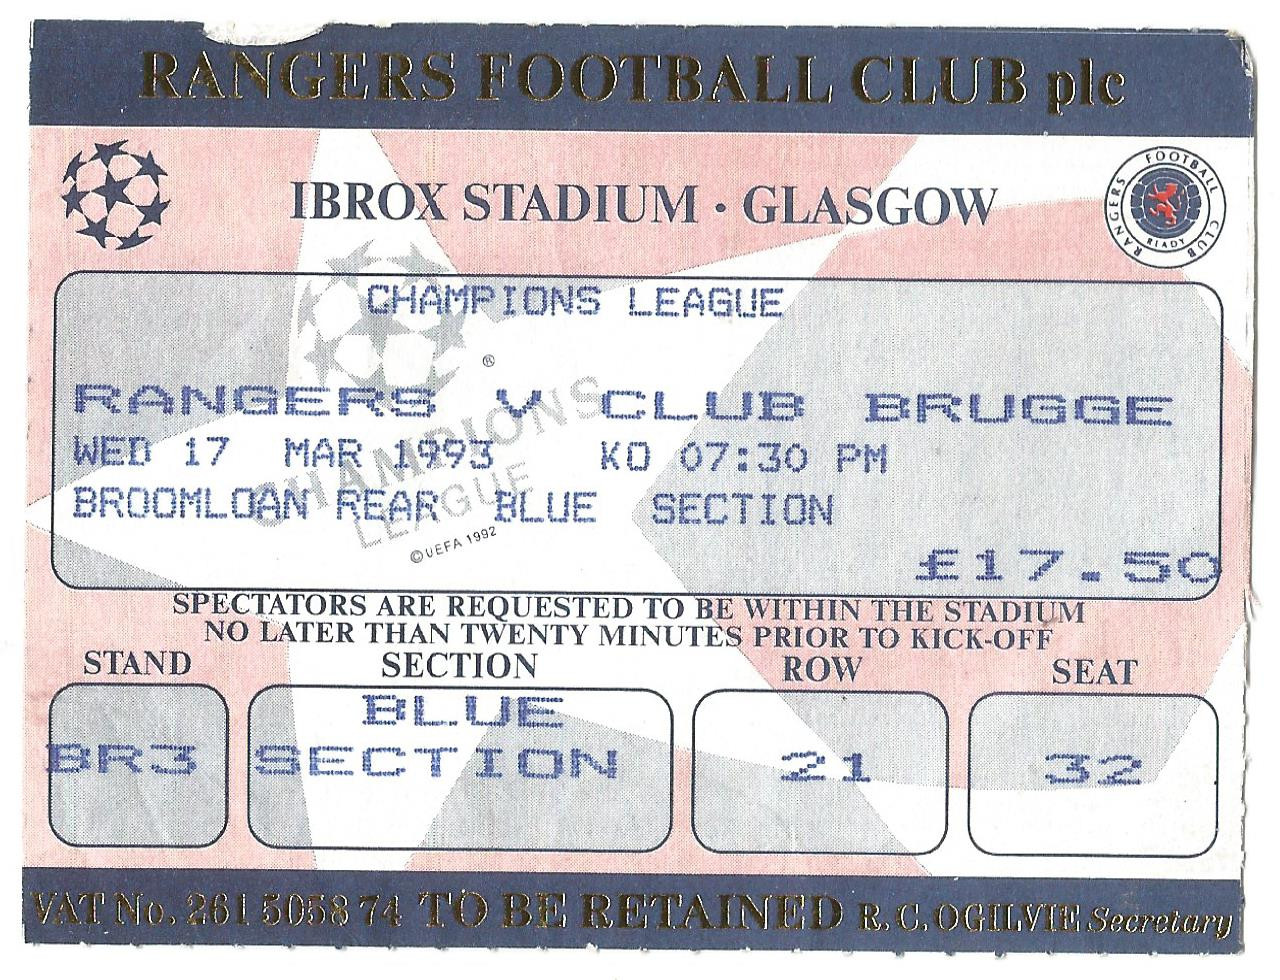 RANGERS FOOTBALL CLUB plc
IBROX STADIUM · GLASGOW
RANGERS FOOTBALL CLUB
READY
CHAMPIONS LEAGUE
®
RANGERS V CLUB BRUGGE
CHAMPIONS
WED 17 MAR 1993 KO 07:30 PM
LEAGUE
BROOMLOAN REAR BLUE SECTION
©UEFA 1992
£17.50
SPECTATORS ARE REQUESTED TO BE WITHIN THE STADIUM
NO LATER THAN TWENTY MINUTES PRIOR TO KICK-OFF
STAND SECTION ROW SEAT
BLUE
BR3 SECTION 21 32
VAT No. 261 5058 74 TO BE RETAINED R.C. OGILVIE Secretary